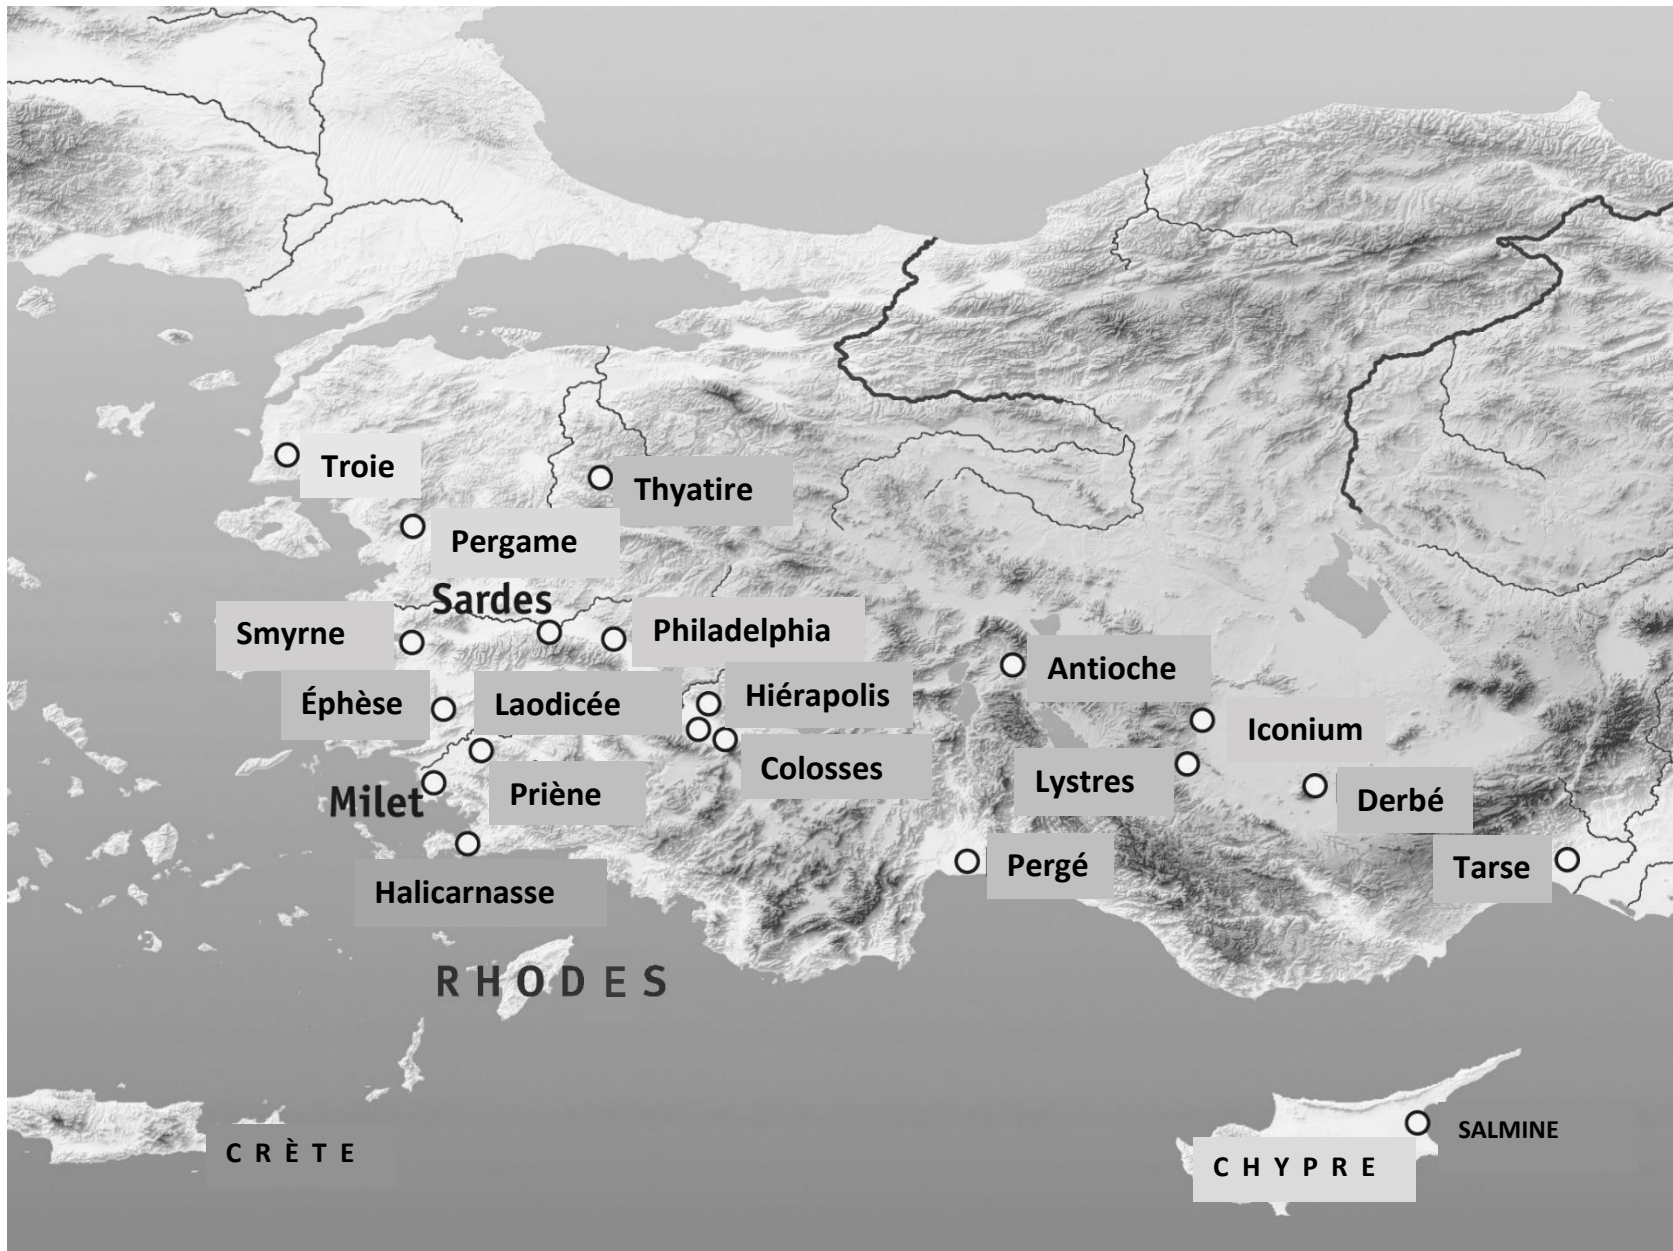 Troie
Thyatire
Pergame
Sardes
Smyrne
Philadelphia
Antioche
Hiérapolis
Éphèse
Laodicée
Iconium
Colosses
Lystres
Milet
Priène
Derbé
Pergé
Tarse
Halicarnasse
RHODES
SALMINE
CRÈTE
CHYPRE